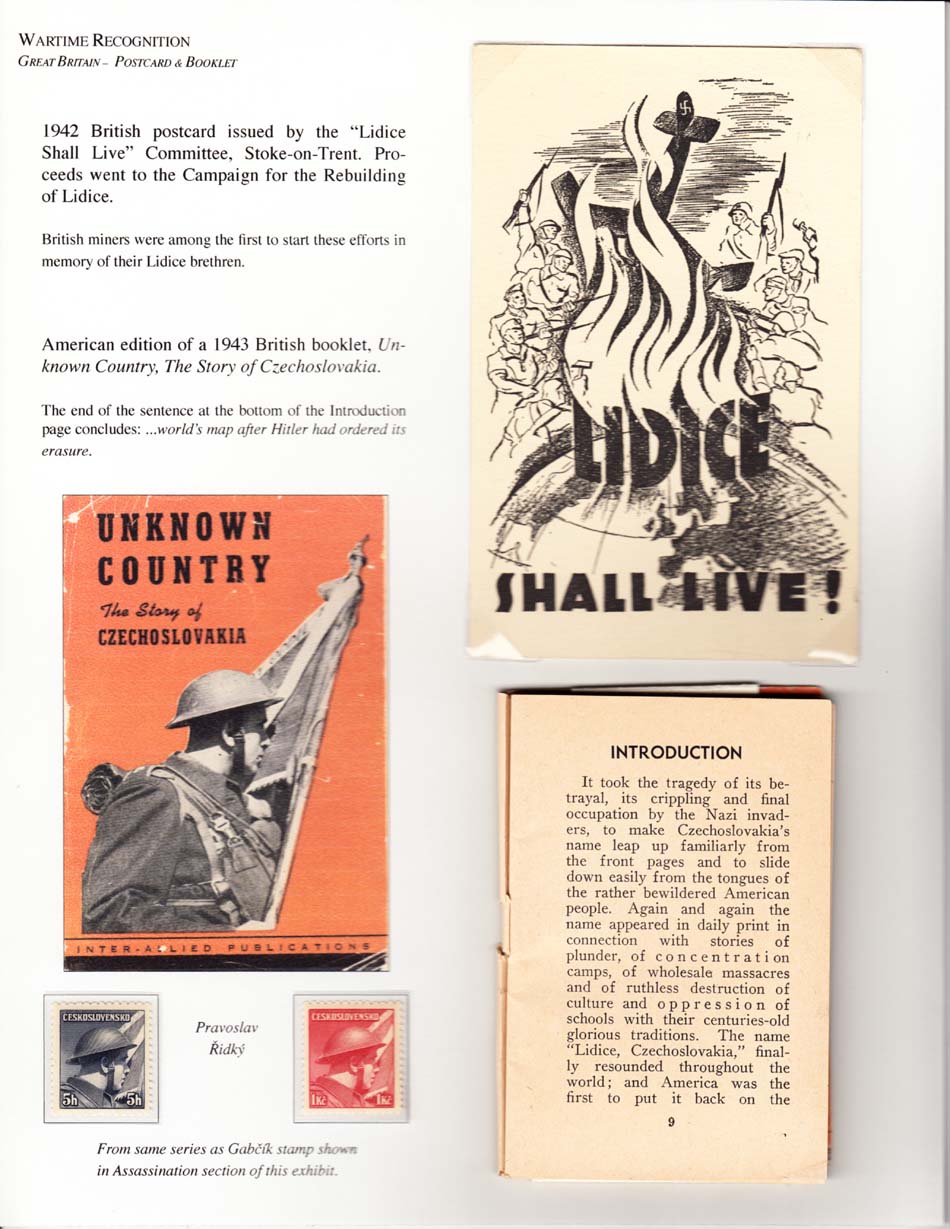 WARTIME RECOGNITION
GREAT BRITAIN – POSTCARD & BOOKLET
1942 British postcard issued by the “Lidice
Shall Live” Committee, Stoke-on-Trent. Pro-
ceeds went to the Campaign for the Rebuilding
of Lidice.
British miners were among the first to start these efforts in
memory of their Lidice brethren.
American edition of a 1943 British booklet, Un-
known Country, The Story of Czechoslovakia.
The end of the sentence at the bottom of the Introduction
page concludes: ...world’s map after Hitler had ordered its
erasure.
LIDICE
SHALL LIVE!
UNKNOWN
COUNTRY
The Story of
CZECHOSLOVAKIA
INTER-ALLIED PUBLICATIONS
INTRODUCTION
It took the tragedy of its be-
trayal, its crippling and final
occupation by the Nazi invad-
ers, to make Czechoslovakia’s
name leap up familiarly from
the front pages and to slide
down easily from the tongues of
the rather bewildered American
people. Again and again the
name appeared in daily print in
connection with stories of
plunder, of concentration
camps, of wholesale massacres
and of ruthless destruction of
culture and oppression of
schools with their centuries-old
glorious traditions. The name
“Lidice, Czechoslovakia,” final-
ly resounded throughout the
world; and America was the
first to put it back on the
9
ČESKOSLOVENSKO
5h 5h
Pravoslav
Řidký
ČESKOSLOVENSKO
1Kč 1Kč
From same series as Gabčík stamp shown
in Assassination section of this exhibit.